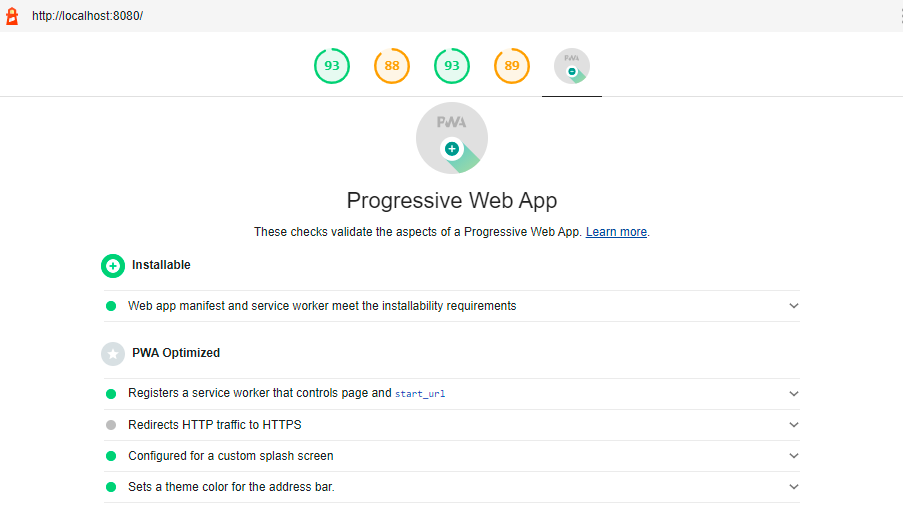 http://localhost:8080/
93 88 93 89 PWA
PWA
Progressive Web App
These checks validate the aspects of a Progressive Web App. Learn more.
Installable
Web app manifest and service worker meet the installability requirements
PWA Optimized
Registers a service worker that controls page and start_url
Redirects HTTP traffic to HTTPS
Configured for a custom splash screen
Sets a theme color for the address bar.